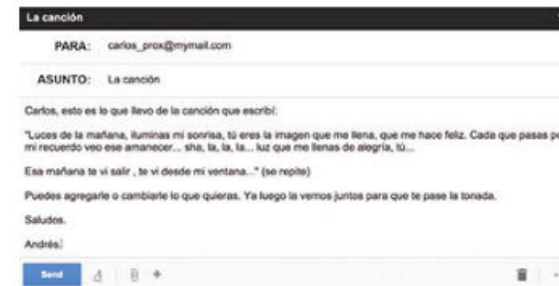 La canción
PARA: carlos_prox@mymail.com
ASUNTO: La canción
Carlos, esto es lo que llevo de la canción que escribí:
"Luces de la mañana, iluminas mi sonrisa, tú eres la imagen que me llena, que me hace feliz. Cada que pasas
mi recuerdo veo ese amanecer... sha, la, la, la... luz que me llenas de alegría, tú...
Esa mañana te vi salir , te vi desde mi ventana..." (se repite)
Puedes agregarle o cambiarle lo que quieras. Ya luego la vemos juntos para que te pase la tonada.
Saludos.
Andrés.
Send